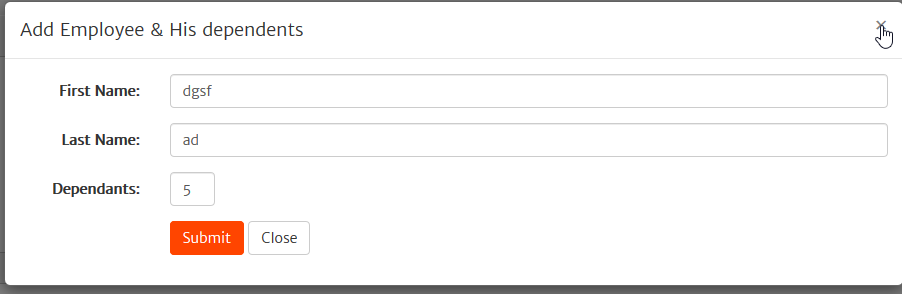 Add Employee & His dependents ×
First Name: dgsf
Last Name: ad
Dependants: 5
Submit Close